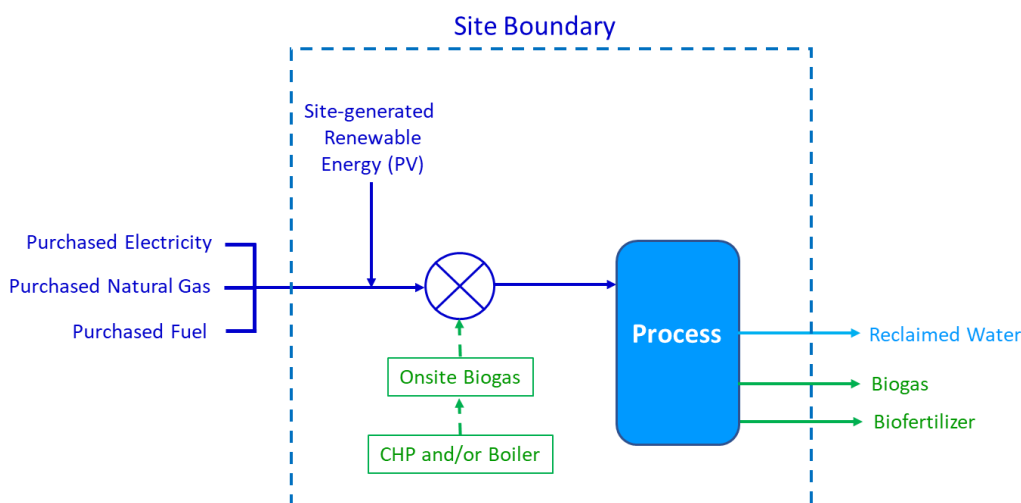 Site Boundary
Site-generated
Renewable
Energy (PV)
Purchased Electricity
Purchased Natural Gas
Purchased Fuel
Process
Onsite Biogas
CHP and/or Boiler
Reclaimed Water
Biogas
Biofertilizer